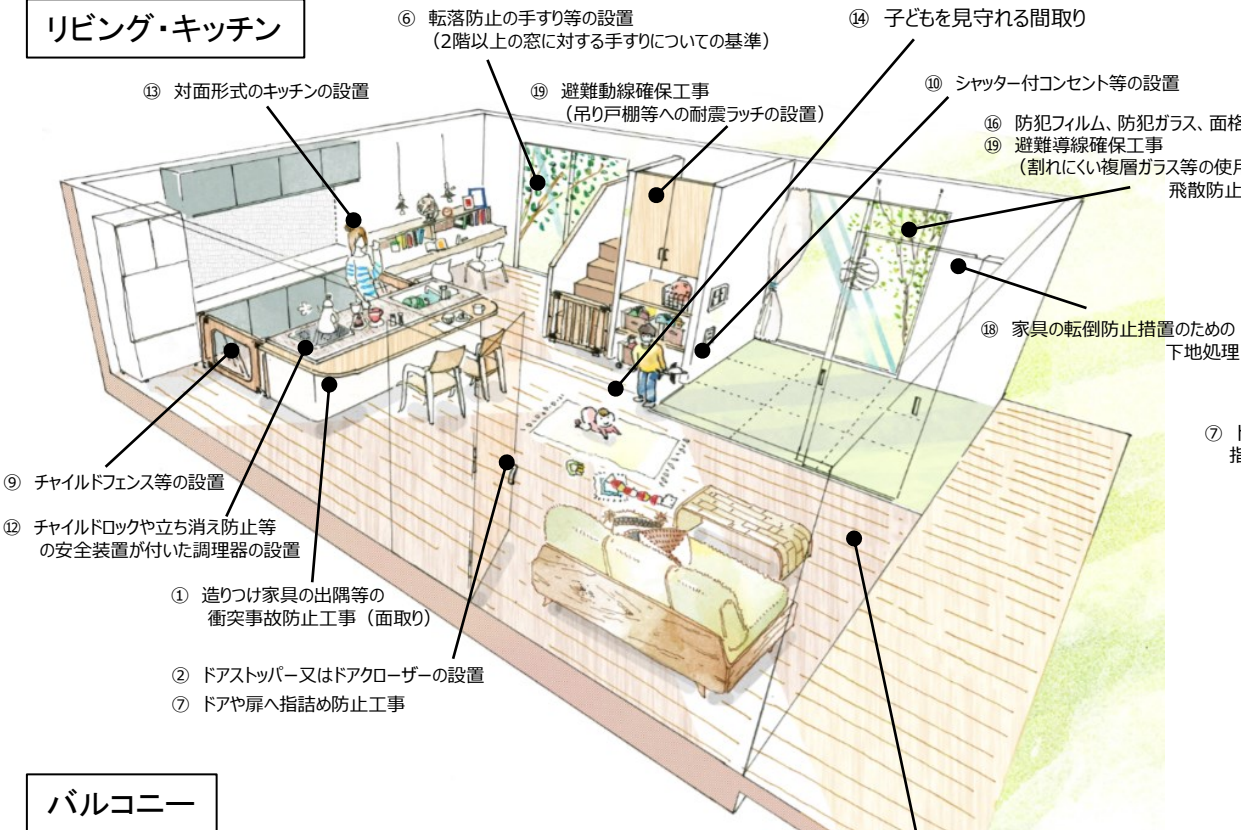 リビング・キッチン
⑥ 転落防止の手すり等の設置
(2階以上の窓に対する手すりについての基準)
⑭ 子どもを見守れる間取り
⑬ 対面形式のキッチンの設置
⑲ 避難動線確保工事
(吊り戸棚等への耐震ラッチの設置)
⑩ シャッター付コンセント等の設置
⑯ 防犯フィルム、防犯ガラス、面格
⑲ 避難導線確保工事
(割れにくい複層ガラス等の使用
飛散防止
⑱ 家具の転倒防止措置のための
下地処理
⑦
指
⑨ チャイルドフェンス等の設置
⑫ チャイルドロックや立ち消え防止等
の安全装置が付いた調理器の設置
① 造りつけ家具の出隅等の
衝突事故防止工事(面取り)
② ドアストッパー又はドアクローザーの設置
⑦ ドアや扉へ指詰め防止工事
バルコニー